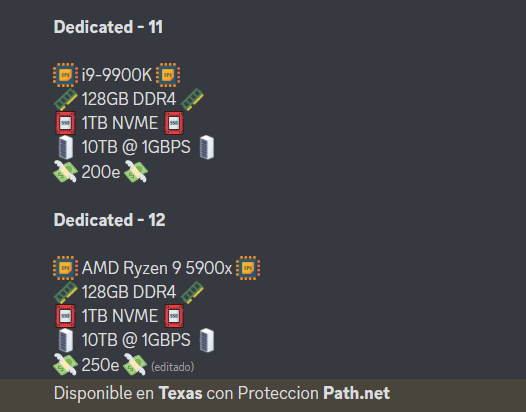 Dedicated - 11
i9-9900K
128GB DDR4
1TB NVME
10TB @ 1GBPS
200e
Dedicated - 12
AMD Ryzen 9 5900x
128GB DDR4
1TB NVME
10TB @ 1GBPS
250e (editado)
Disponible en Texas con Proteccion Path.net